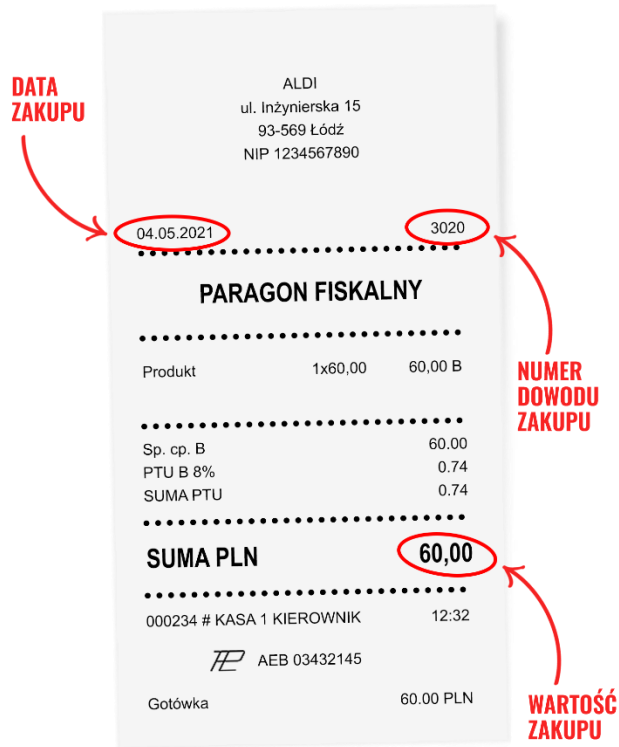 DATA
ZAKUPU
ALDI
ul. Inżynierska 15
93-569 Łódź
NIP 1234567890
04.05.2021 3020
PARAGON FISKALNY
Produkt 1x60,00 60,00 B
NUMER
DOWODU
ZAKUPU
Sp. cp. B 60.00
PTU B 8% 0.74
SUMA PTU 0.74
SUMA PLN 60,00
000234 # KASA 1 KIEROWNIK 12:32
AEB 03432145
Gotówka 60.00 PLN
WARTOŚĆ
ZAKUPU